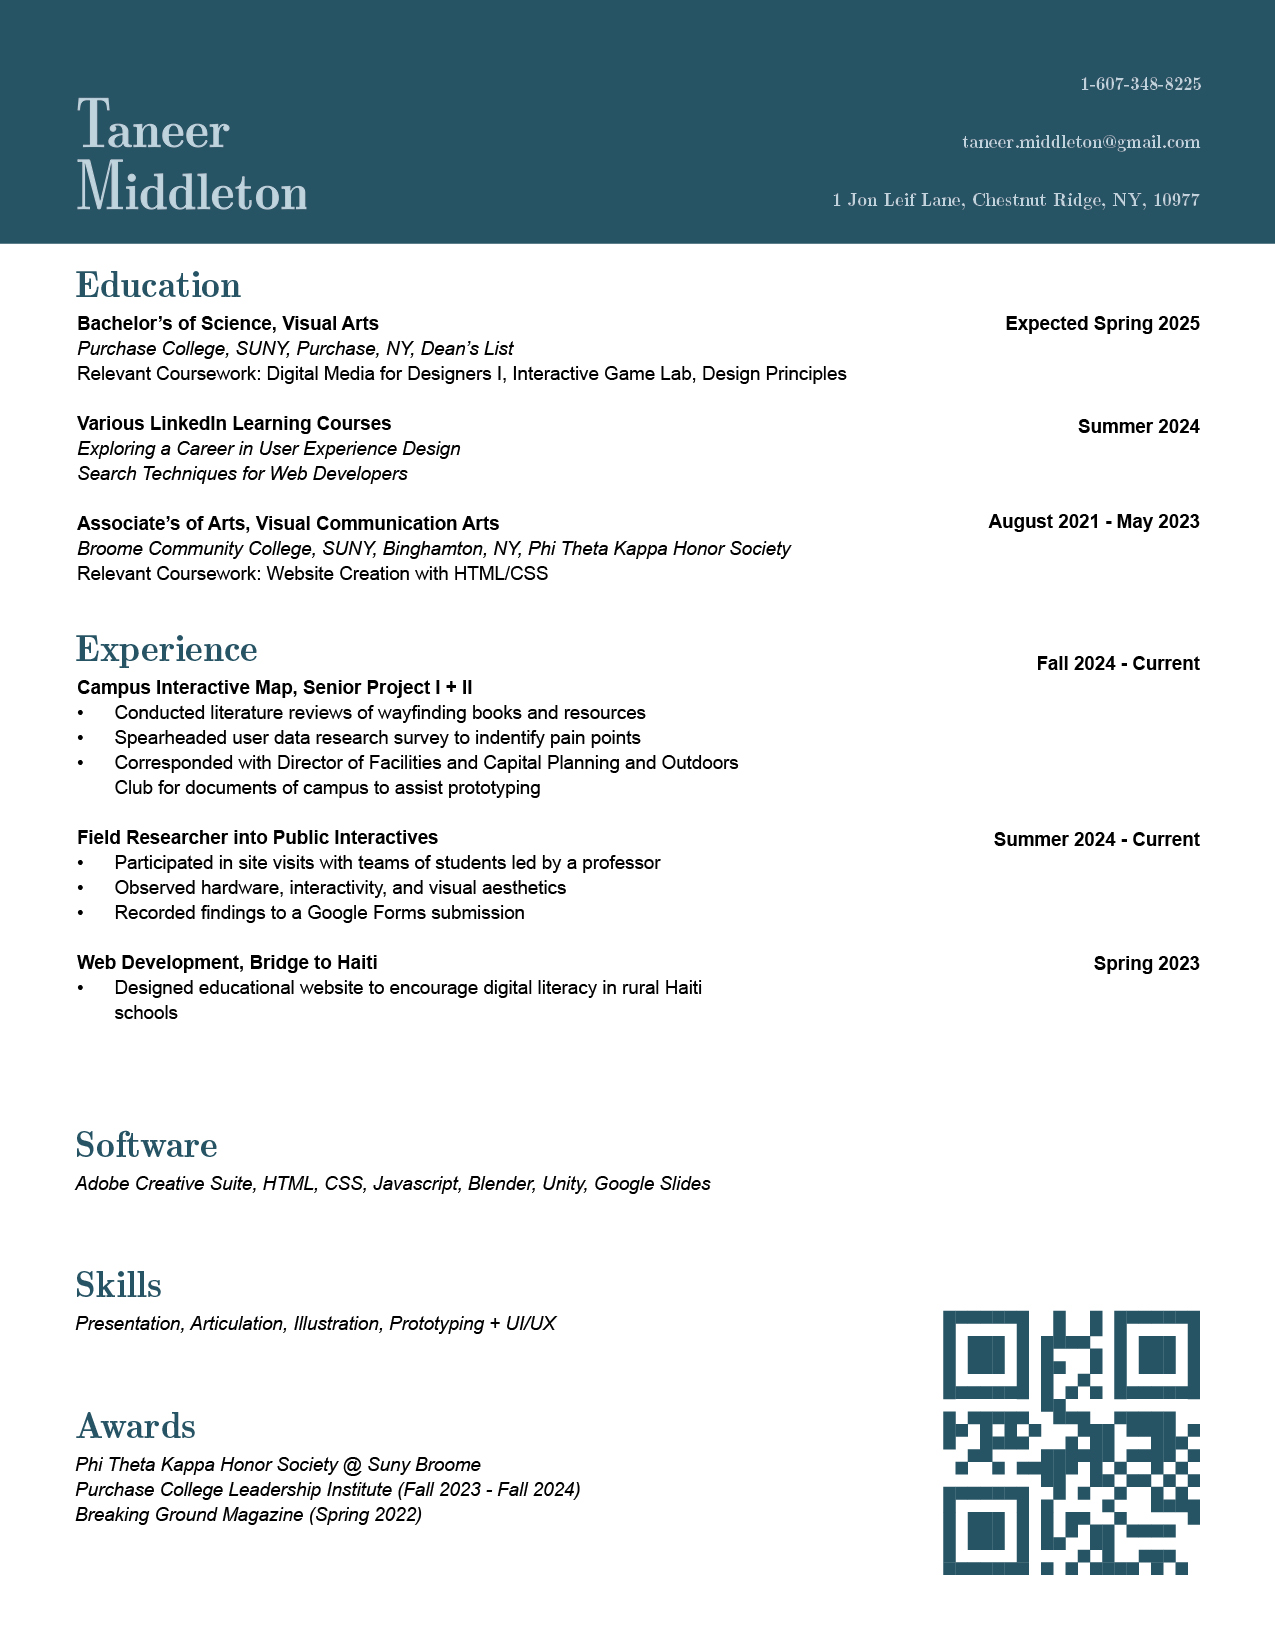 Taneer
Middleton
1-607-348-8225
taneer.middleton@gmail.com
1 Jon Leif Lane, Chestnut Ridge, NY, 10977
Education
Bachelor’s of Science, Visual Arts
Expected Spring 2025
Purchase College, SUNY, Purchase, NY, Dean’s List
Relevant Coursework: Digital Media for Designers I, Interactive Game Lab, Design Principles
Various LinkedIn Learning Courses
Summer 2024
Exploring a Career in User Experience Design
Search Techniques for Web Developers
Associate’s of Arts, Visual Communication Arts
August 2021 - May 2023
Broome Community College, SUNY, Binghamton, NY, Phi Theta Kappa Honor Society
Relevant Coursework: Website Creation with HTML/CSS
Experience
Fall 2024 - Current
Campus Interactive Map, Senior Project I + II
• Conducted literature reviews of wayfinding books and resources
• Spearheaded user data research survey to indentify pain points
• Corresponded with Director of Facilities and Capital Planning and Outdoors
Club for documents of campus to assist prototyping
Field Researcher into Public Interactives
Summer 2024 - Current
• Participated in site visits with teams of students led by a professor
• Observed hardware, interactivity, and visual aesthetics
• Recorded findings to a Google Forms submission
Web Development, Bridge to Haiti
Spring 2023
• Designed educational website to encourage digital literacy in rural Haiti
schools
Software
Adobe Creative Suite, HTML, CSS, Javascript, Blender, Unity, Google Slides
Skills
Presentation, Articulation, Illustration, Prototyping + UI/UX
Awards
Phi Theta Kappa Honor Society @ Suny Broome
Purchase College Leadership Institute (Fall 2023 - Fall 2024)
Breaking Ground Magazine (Spring 2022)